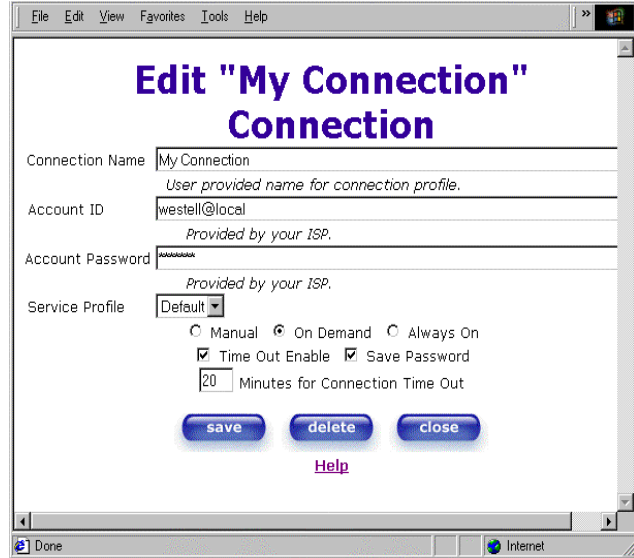 File Edit View Favorites Tools Help »
Edit "My Connection"
Connection
Connection Name My Connection
User provided name for connection profile.
Account ID westell@local
Provided by your ISP.
Account Password *******
Provided by your ISP.
Service Profile Default
Manual On Demand Always On
Time Out Enable Save Password
20 Minutes for Connection Time Out
save delete close
Help
Done Internet